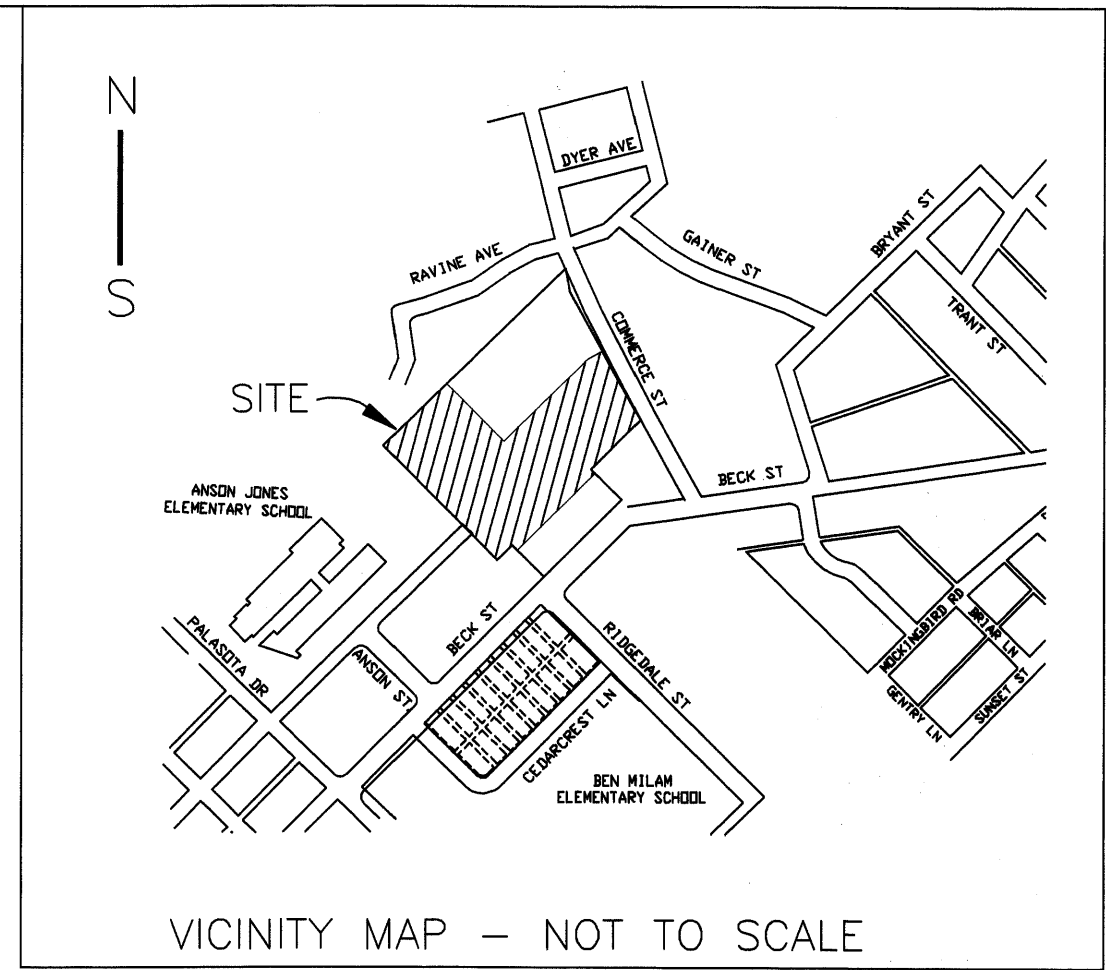 N
S
DYER AVE
BRYANT ST
GAINER ST
RAVINE AVE
TRANT ST
COMMERCE ST
SITE
BECK ST
ANSON JONES
ELEMENTARY SCHOOL
MOCKINGBIRD RD
BRIAR LN
PALASOTA DR
BECK ST
RIDGEDALE ST
ANSON ST
GENTRY LN
SUNSET ST
CEDARCREST LN
BEN MILAM
ELEMENTARY SCHOOL
VICINITY MAP - NOT TO SCALE